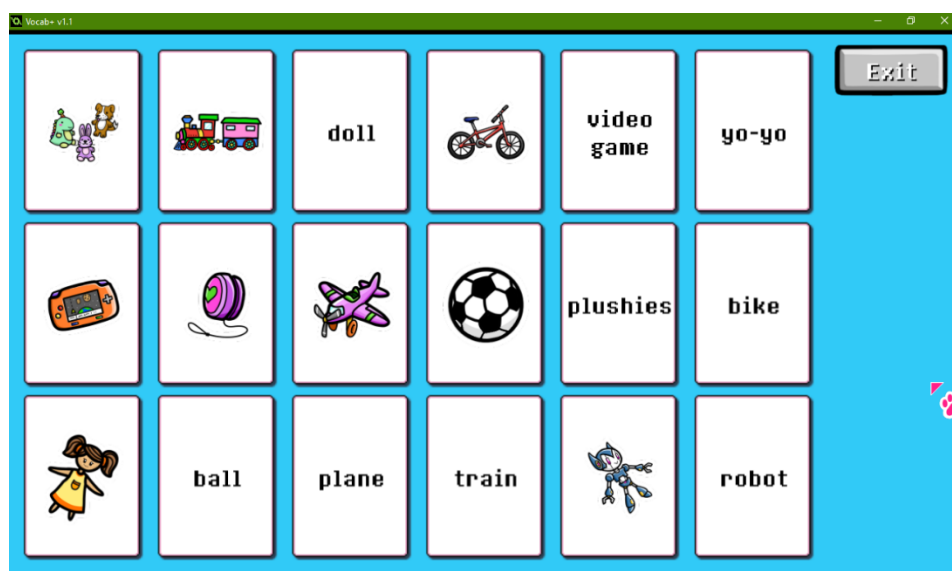 Vocab+ v1.1
Exit
doll
video
game
yo-yo
plushies
bike
ball
plane
train
robot